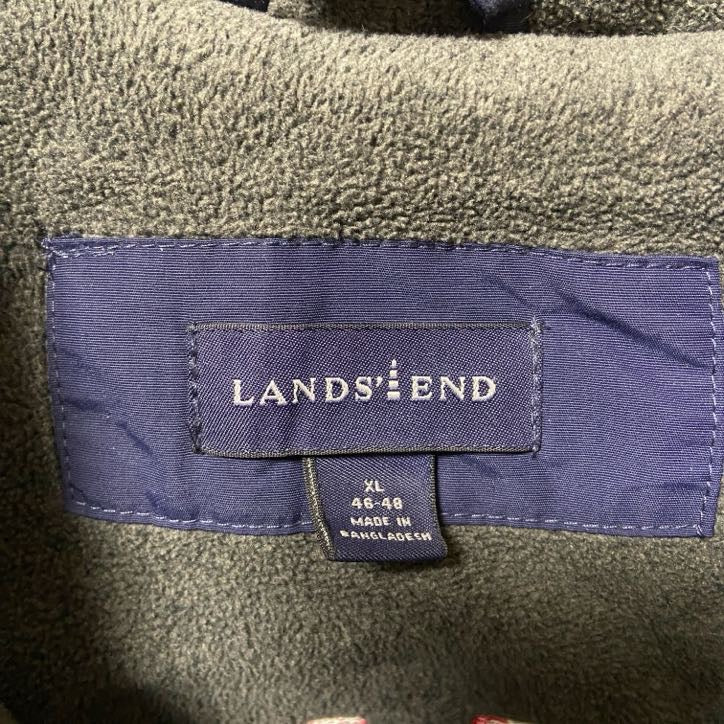 LANDS' END
XL
46-48
MADE IN
BANGLADESH